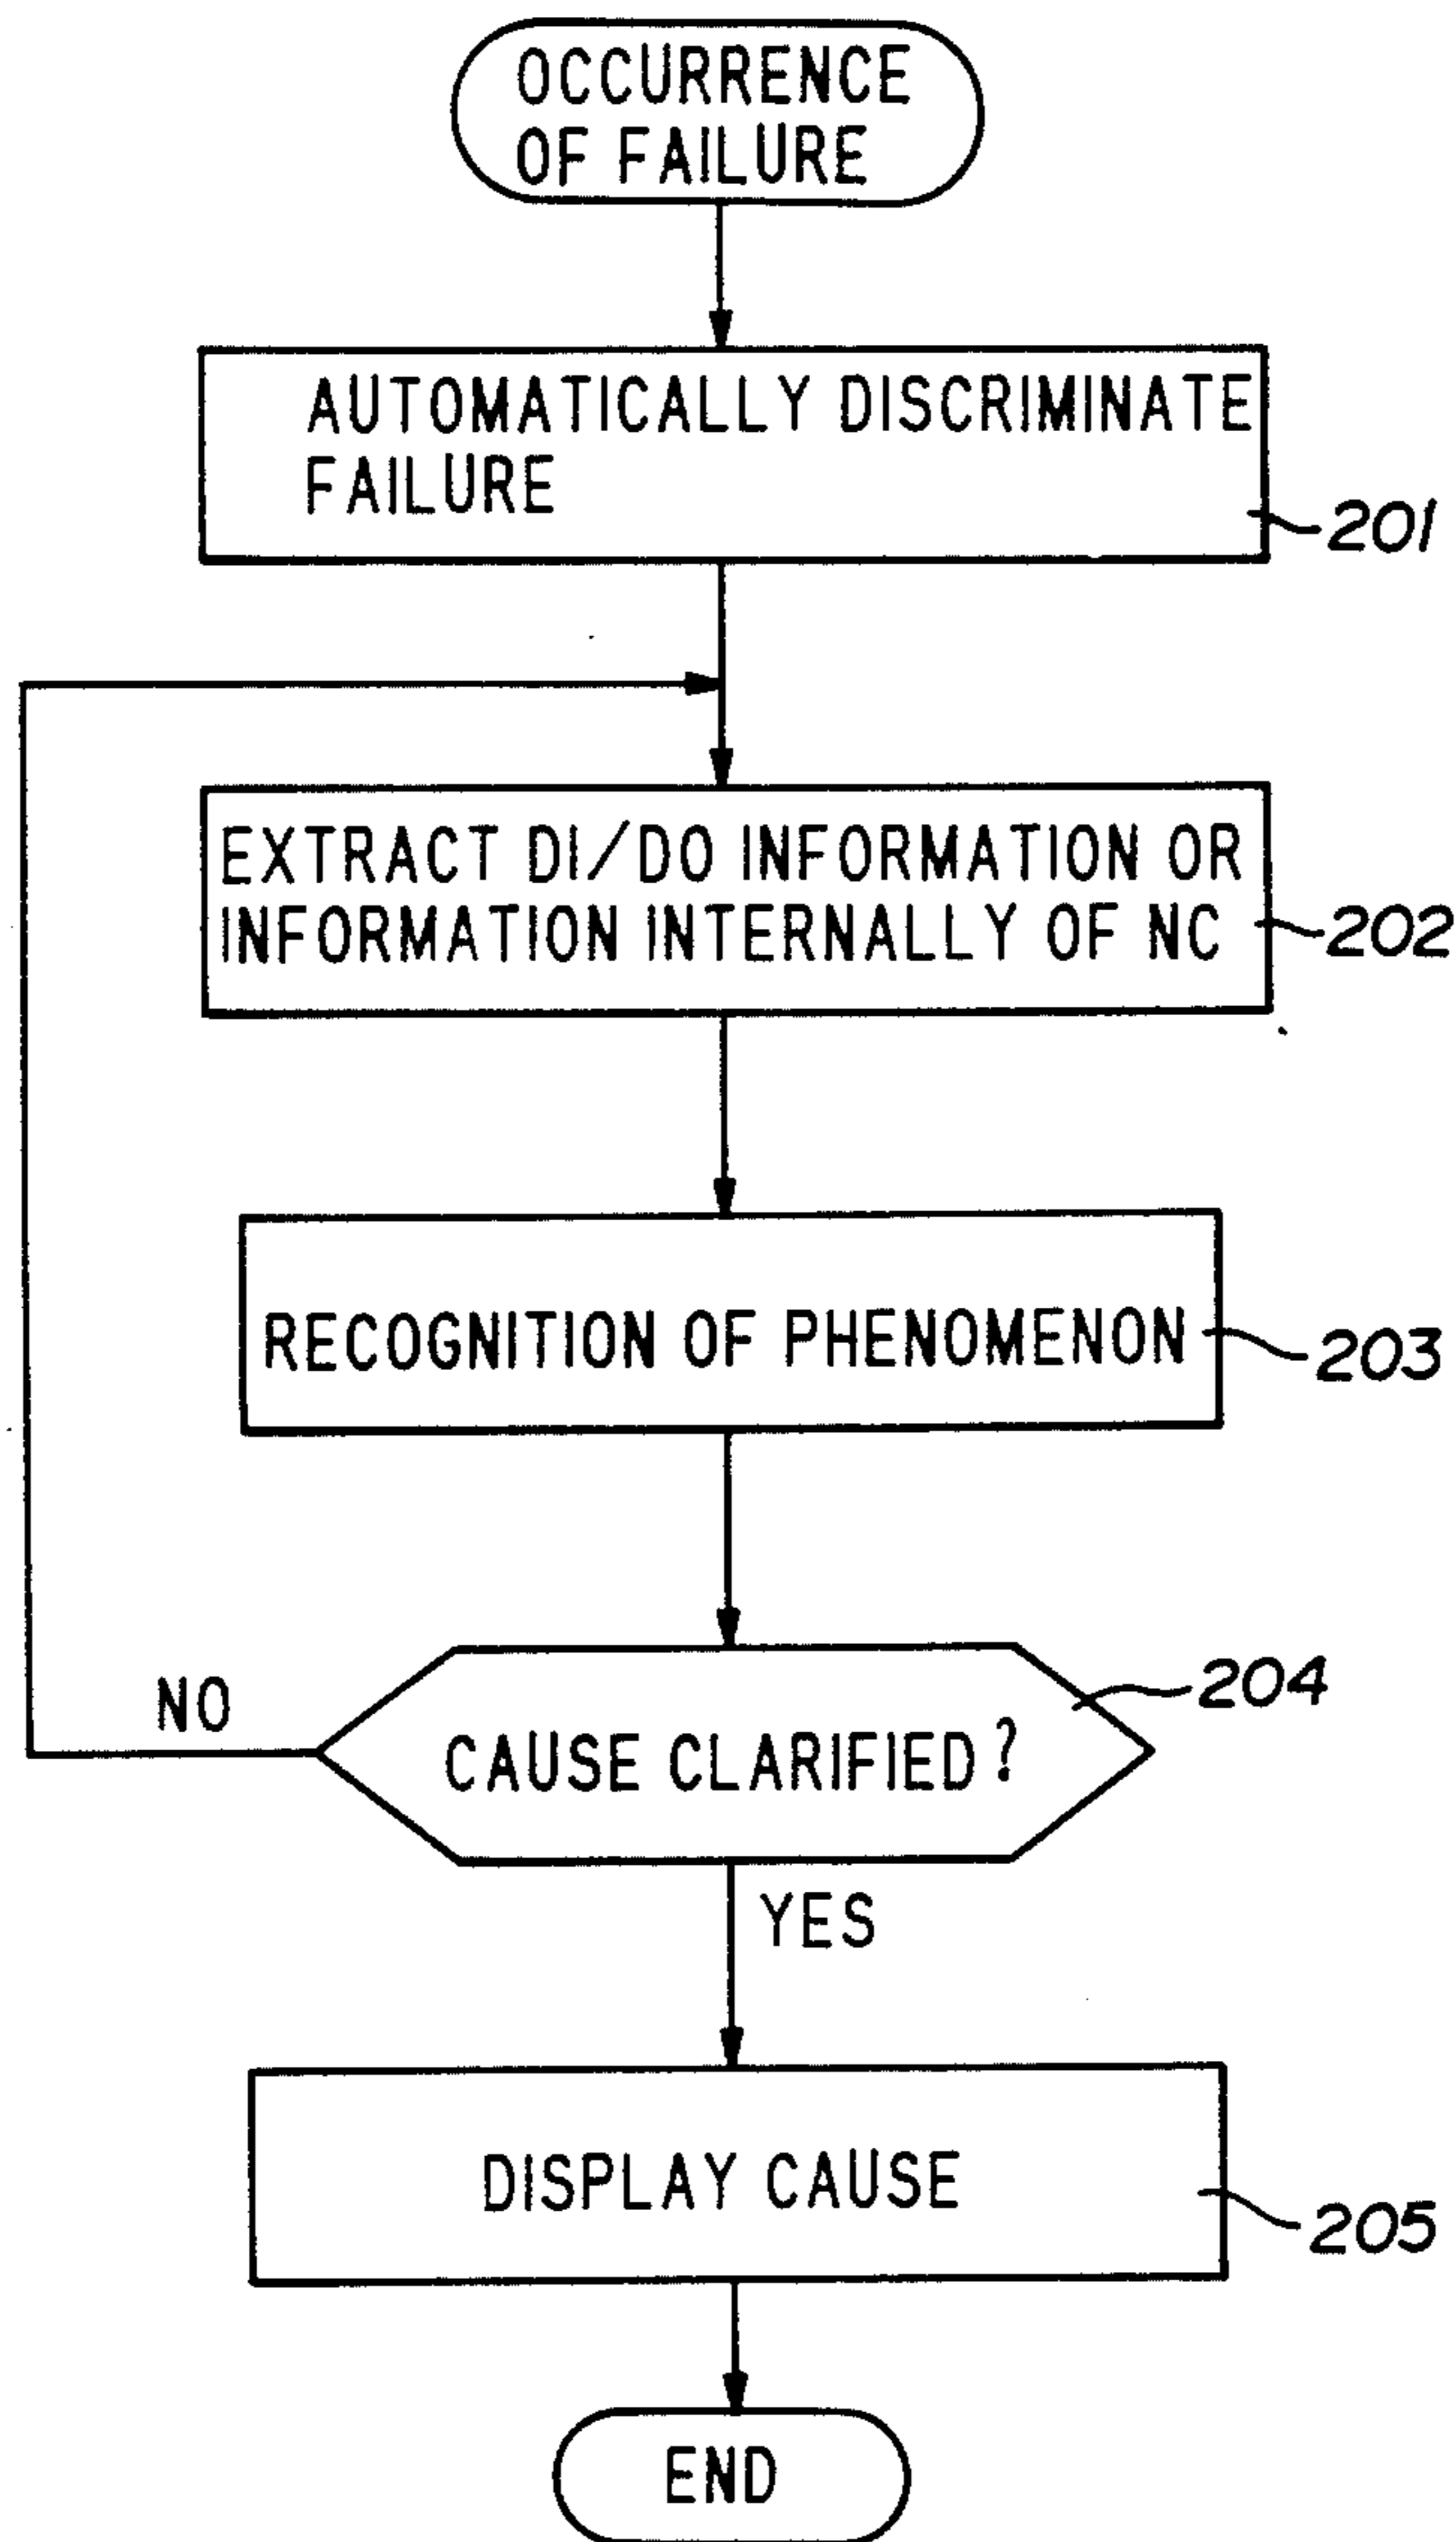 OCCURRENCE
OF FAILURE
AUTOMATICALLY DISCRIMINATE
FAILURE
201
EXTRACT DI/DO INFORMATION OR
INFORMATION INTERNALLY OF NC
202
RECOGNITION OF PHENOMENON
203
204
NO
CAUSE CLARIFIED?
YES
DISPLAY CAUSE
205
END